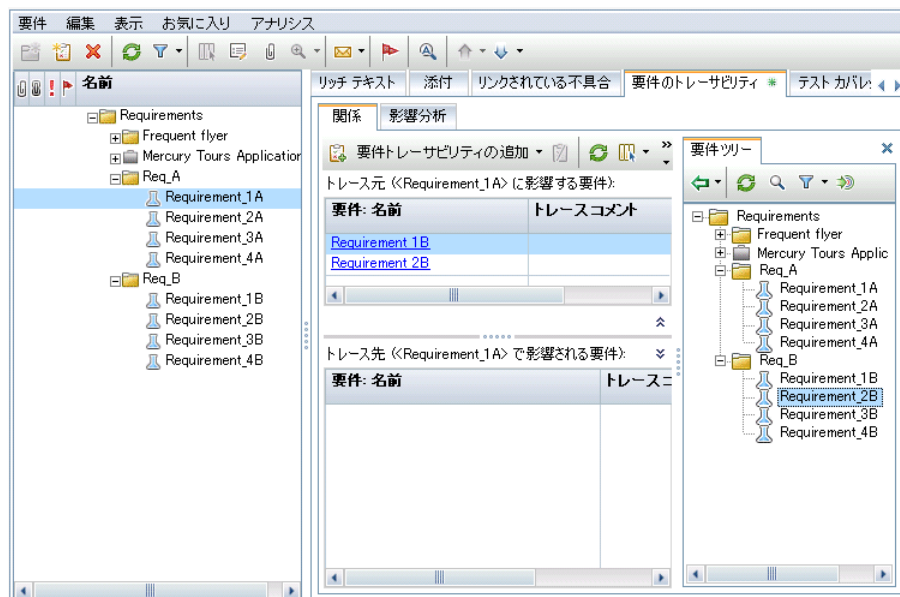 要件 編集 表示 お気に入り アナリシス
名前
Requirements
Frequent flyer
Mercury Tours Application
Req_A
Requirement_1A
Requirement_2A
Requirement_3A
Requirement_4A
Req_B
Requirement_1B
Requirement_2B
Requirement_3B
Requirement_4B
リッチ テキスト 添付 リンクされている不具合 要件のトレーサビリティ * テスト カバレッ
関係 影響分析
要件トレーサビリティの追加
トレース元 (<Requirement_1A> に影響する要件):
要件: 名前 トレースコメント
Requirement 1B
Requirement 2B
トレース先 (<Requirement_1A> で影響される要件):
要件: 名前 トレースコ
要件ツリー
Requirements
Frequent flyer
Mercury Tours Applic
Req_A
Requirement_1A
Requirement_2A
Requirement_3A
Requirement_4A
Req_B
Requirement_1B
Requirement_2B
Requirement_3B
Requirement_4B